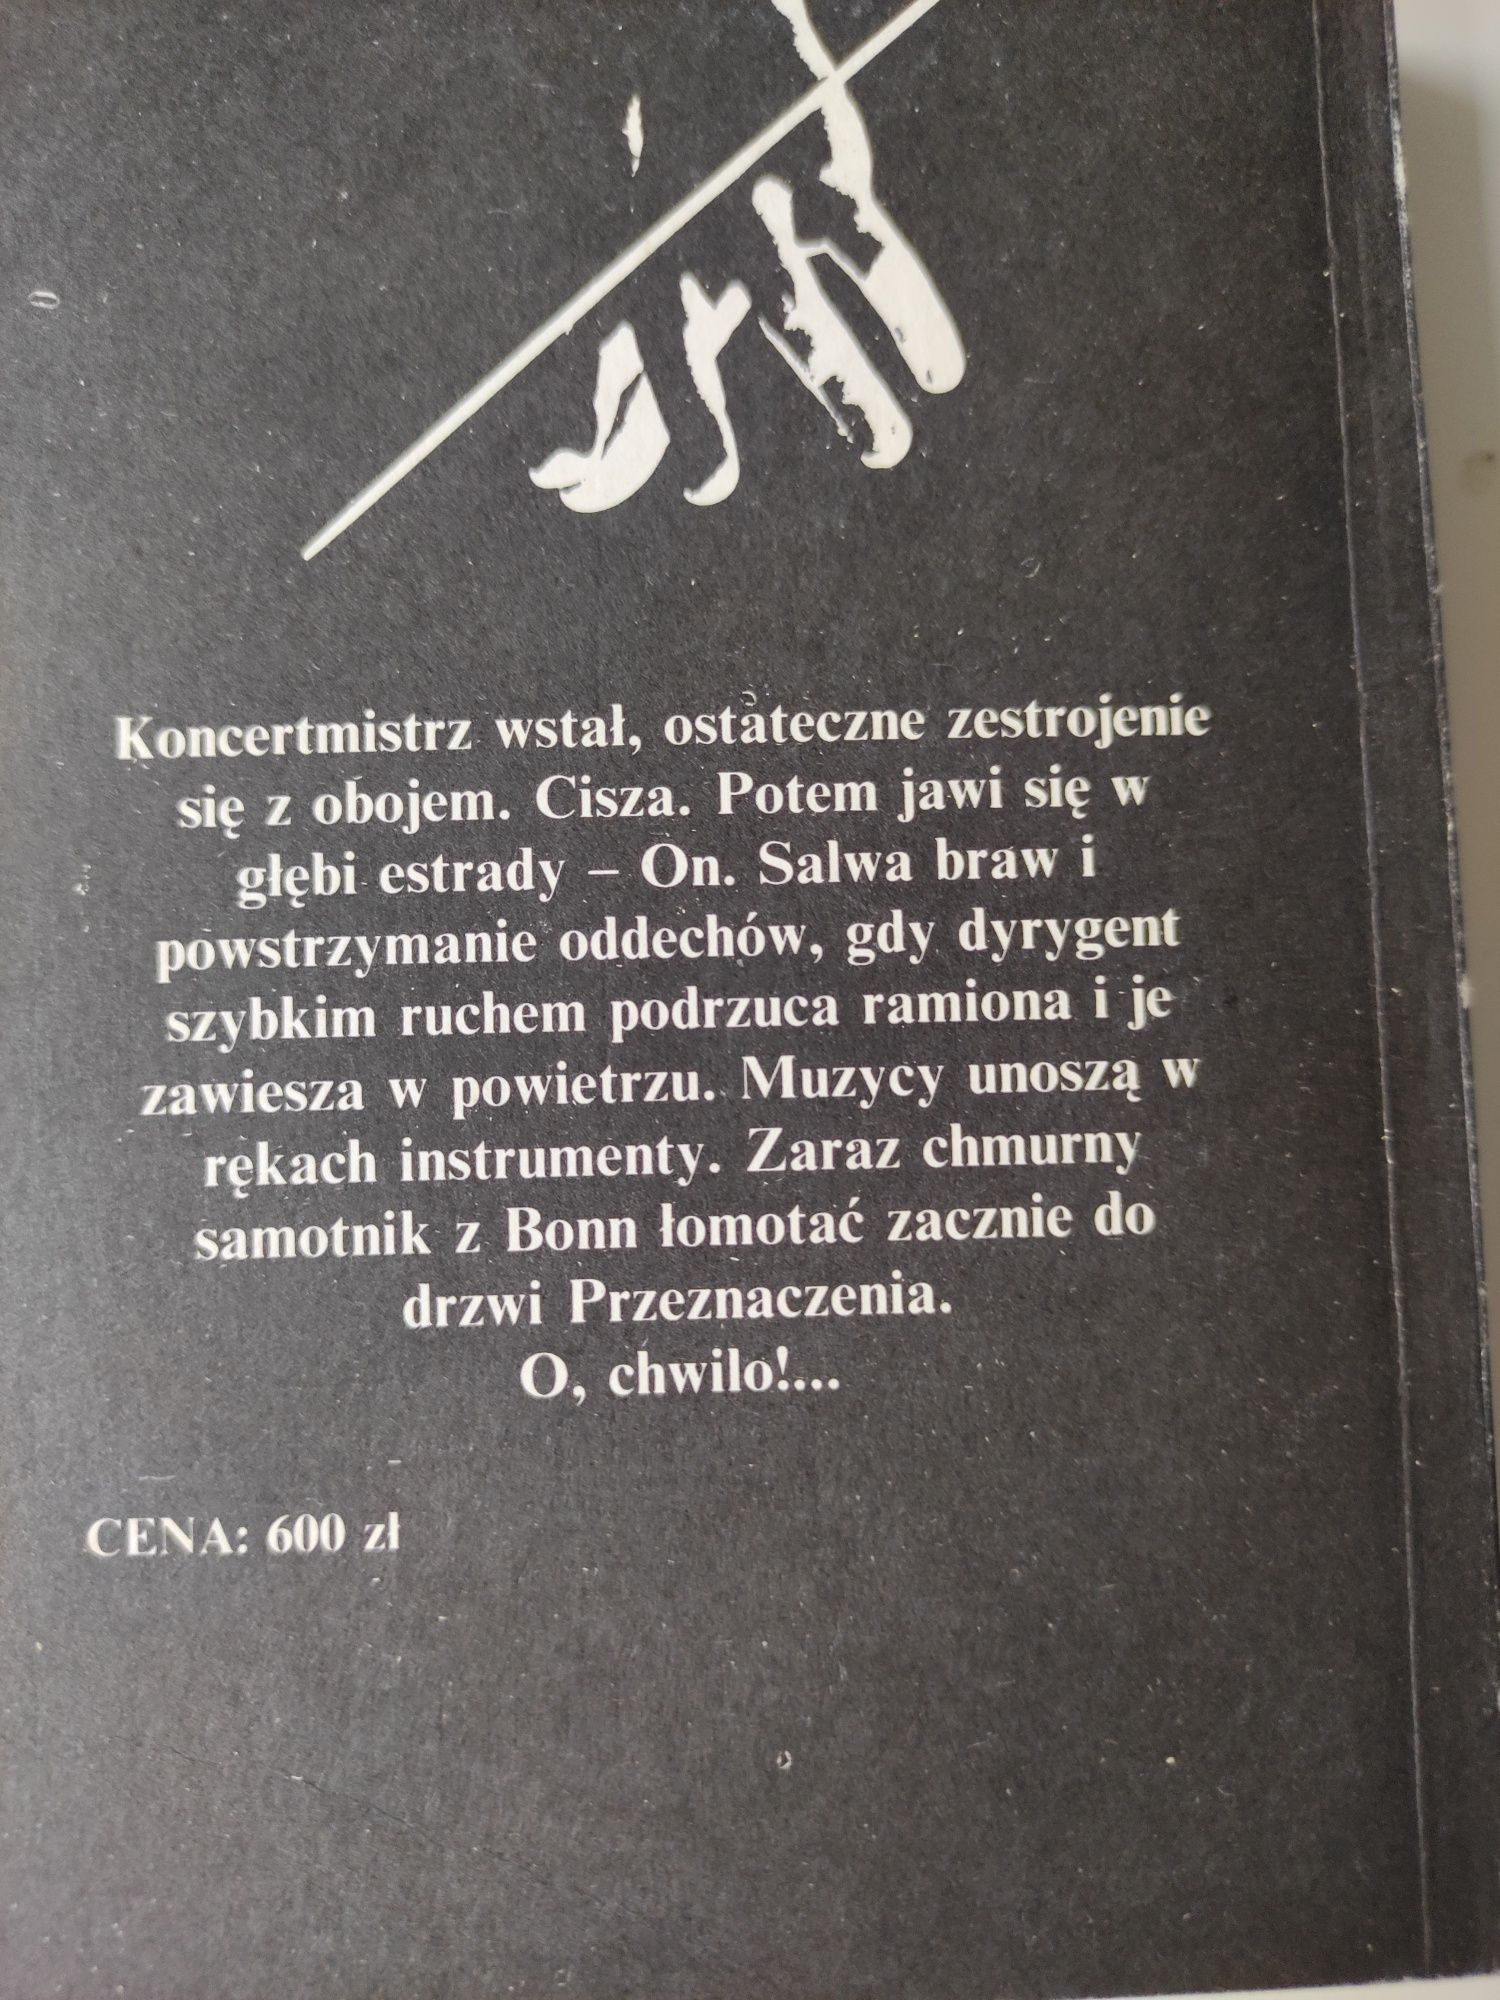 Koncertmistrz wstał, ostateczne zestrojenie
się z obojem. Cisza. Potem jawi się w
głębi estrady – On. Salwa braw i
powstrzymanie oddechów, gdy dyrygent
szybkim ruchem podrzuca ramiona i je
zawiesza w powietrzu. Muzycy unoszą w
rękach instrumenty. Zaraz chmurny
samotnik z Bonn łomotać zacznie do
drzwi Przeznaczenia.
O, chwilo!...
CENA: 600 zł